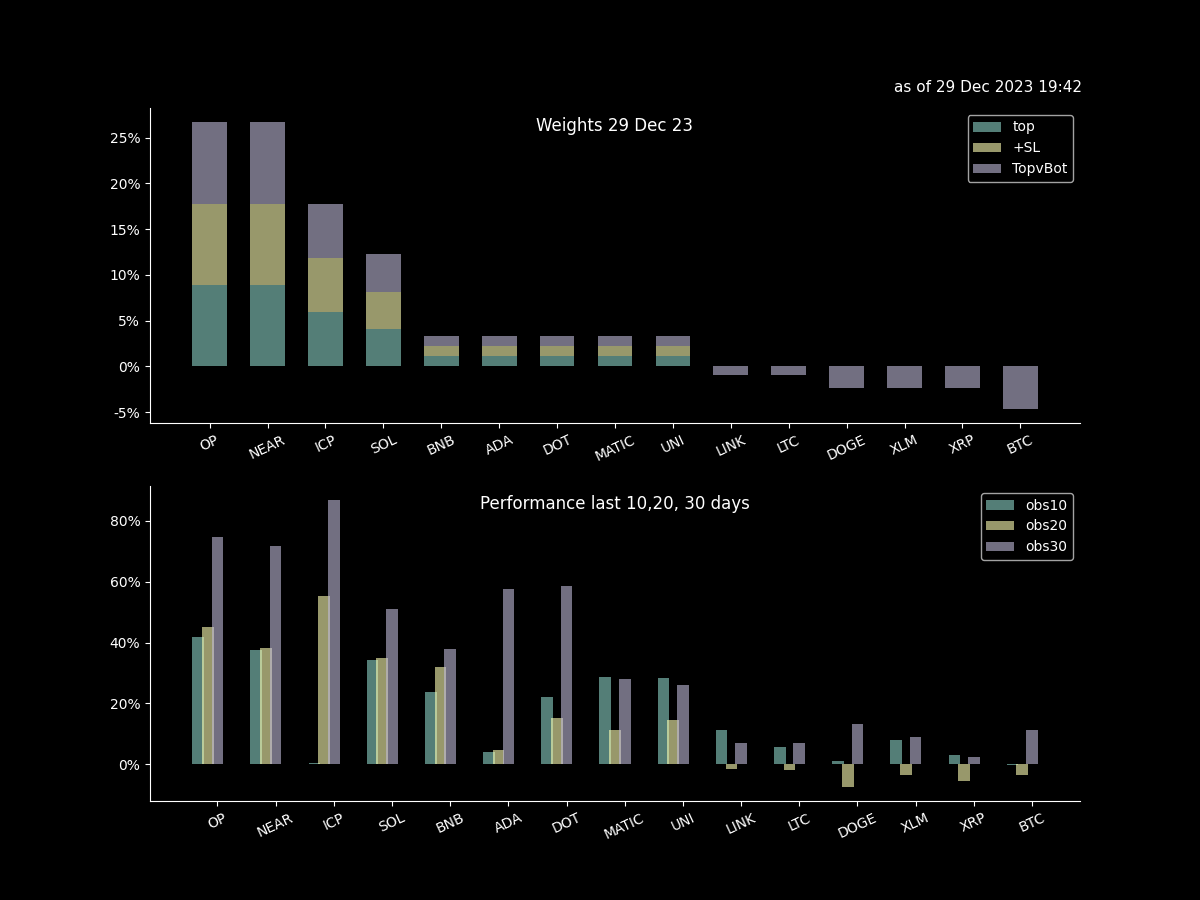 as of 29 Dec 2023 19:42
Weights 29 Dec 23
top
+SL
TopvBot
25%
20%
15%
10%
5%
0%
-5%
OP NEAR ICP SOL BNB ADA DOT MATIC UNI LINK LTC DOGE XLM XRP BTC
Performance last 10,20, 30 days
obs10
obs20
obs30
80%
60%
40%
20%
0%
OP NEAR ICP SOL BNB ADA DOT MATIC UNI LINK LTC DOGE XLM XRP BTC